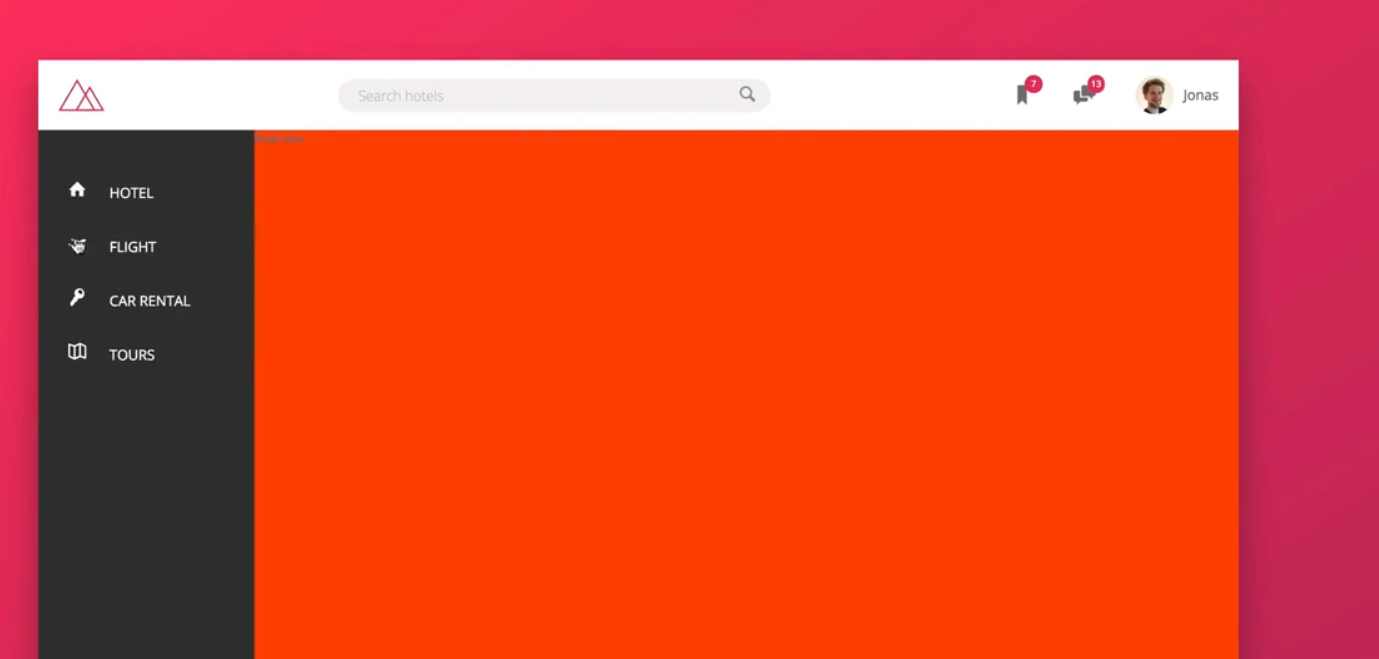 Search hotels
7
13
Jonas
HOTEL
FLIGHT
CAR RENTAL
TOURS